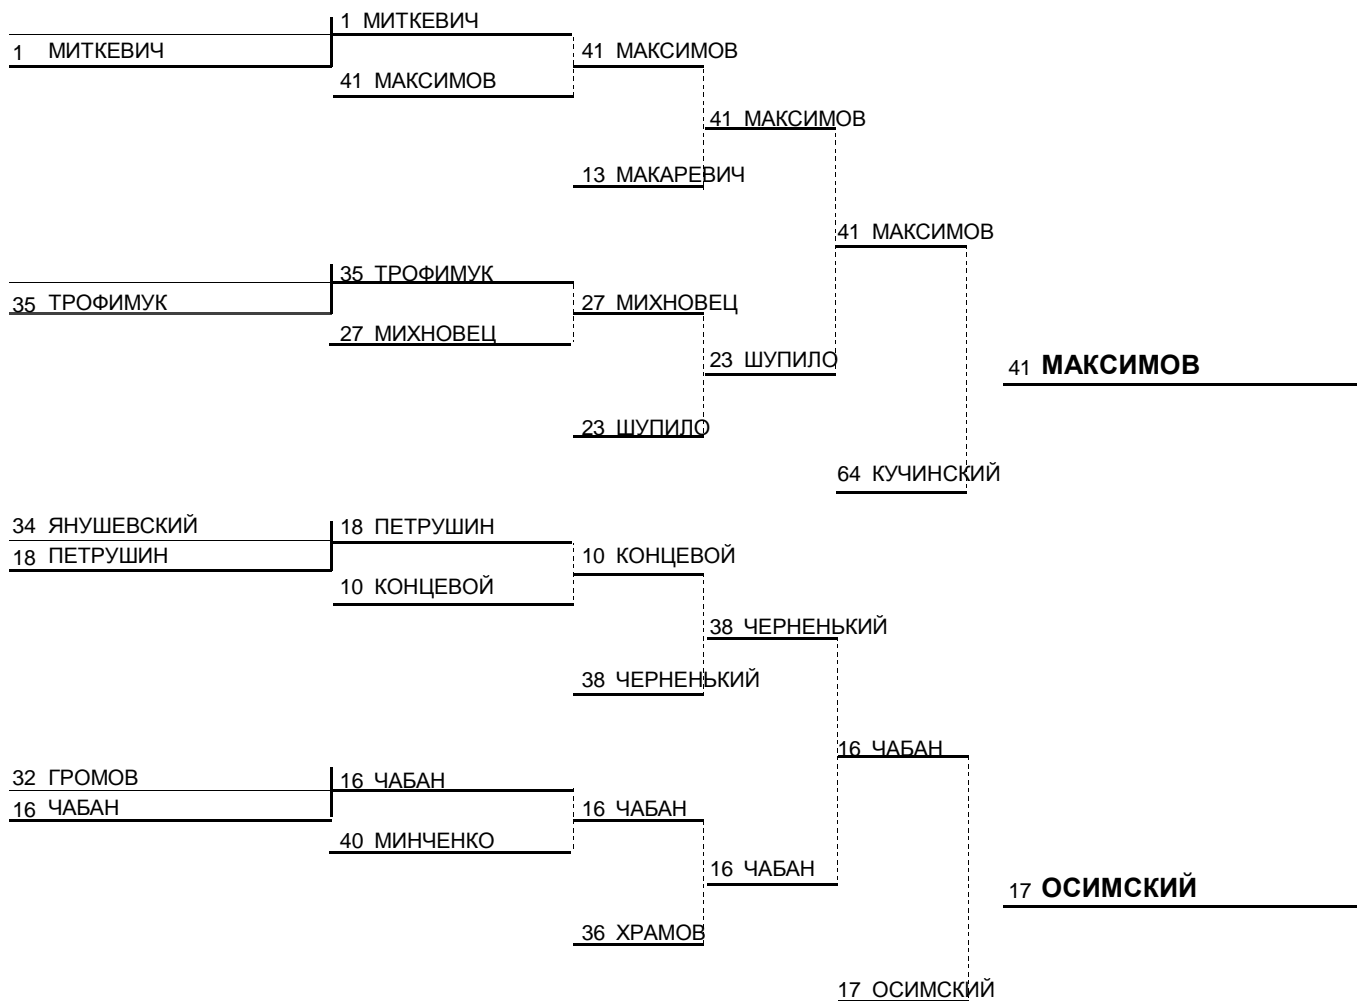 1 МИТКЕВИЧ
1 МИТКЕВИЧ
41 МАКСИМОВ
41 МАКСИМОВ
41 МАКСИМОВ
13 МАКАРЕВИЧ
41 МАКСИМОВ
35 ТРОФИМУК
35 ТРОФИМУК
27 МИХНОВЕЦ
27 МИХНОВЕЦ
23 ШУПИЛО
41 МАКСИМОВ
23 ШУПИЛО
64 КУЧИНСКИЙ
34 ЯНУШЕВСКИЙ
18 ПЕТРУШИН
18 ПЕТРУШИН
10 КОНЦЕВОЙ
10 КОНЦЕВОЙ
38 ЧЕРНЕНЬКИЙ
38 ЧЕРНЕНЬКИЙ
16 ЧАБАН
32 ГРОМОВ
16 ЧАБАН
16 ЧАБАН
16 ЧАБАН
40 МИНЧЕНКО
16 ЧАБАН
17 ОСИМСКИЙ
36 ХРАМОВ
17 ОСИМСКИЙ